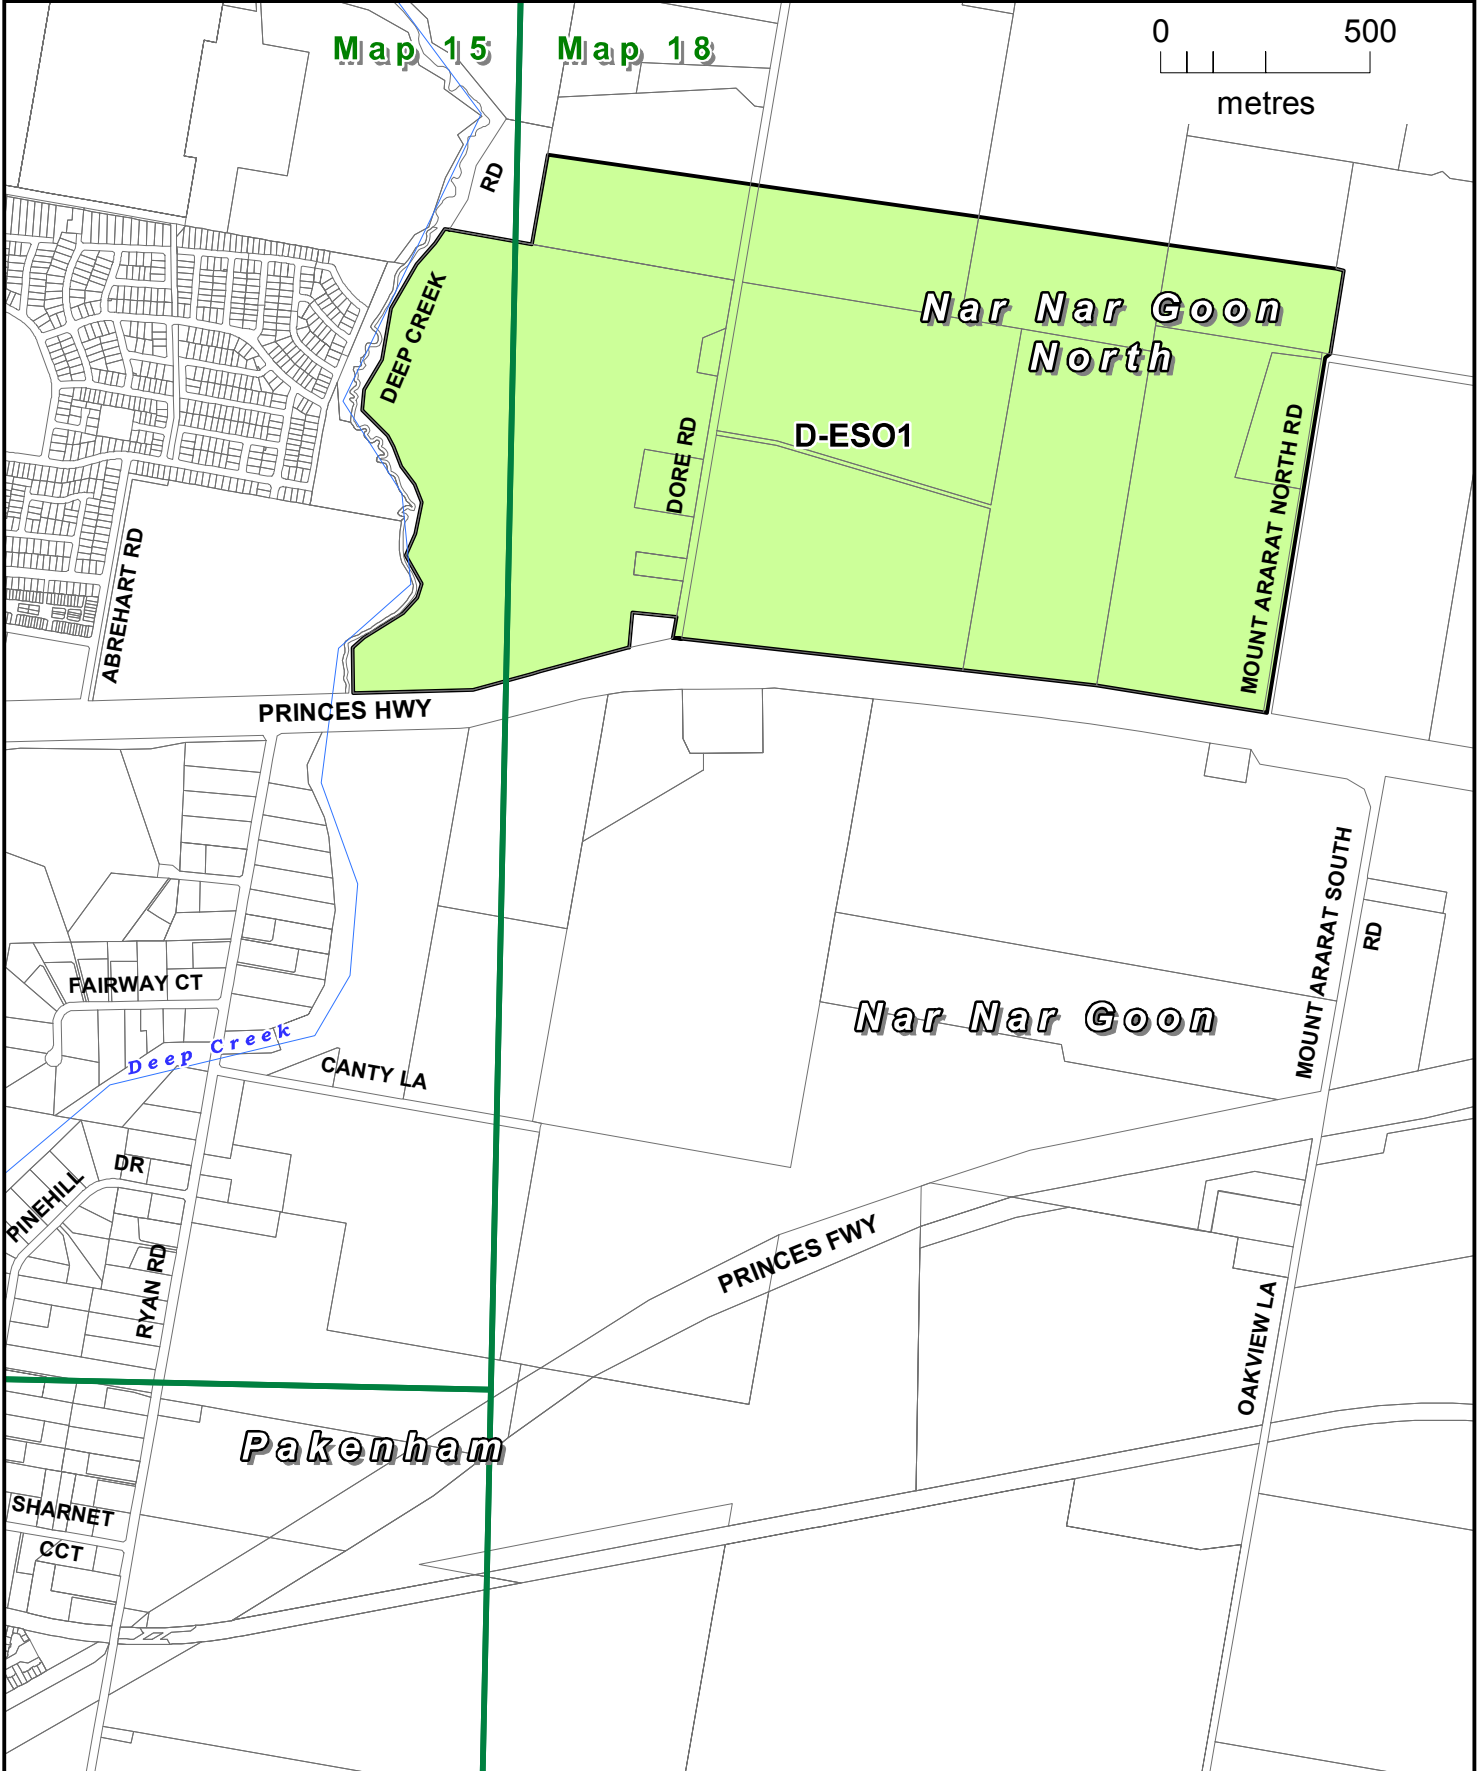 Map 15
Map 18
0 500
metres
RD
DEEP CREEK
Nar Nar Goon
North
D-ESO1
DORE RD
MOUNT ARARAT NORTH RD
ABREHART RD
PRINCES HWY
MOUNT ARARAT SOUTH
RD
FAIRWAY CT
Nar Nar Goon
Deep Creek
CANTY LA
DR
PINEHILL
PRINCES FWY
RYAN RD
OAKVIEW LA
Pakenham
SHARNET
CCT